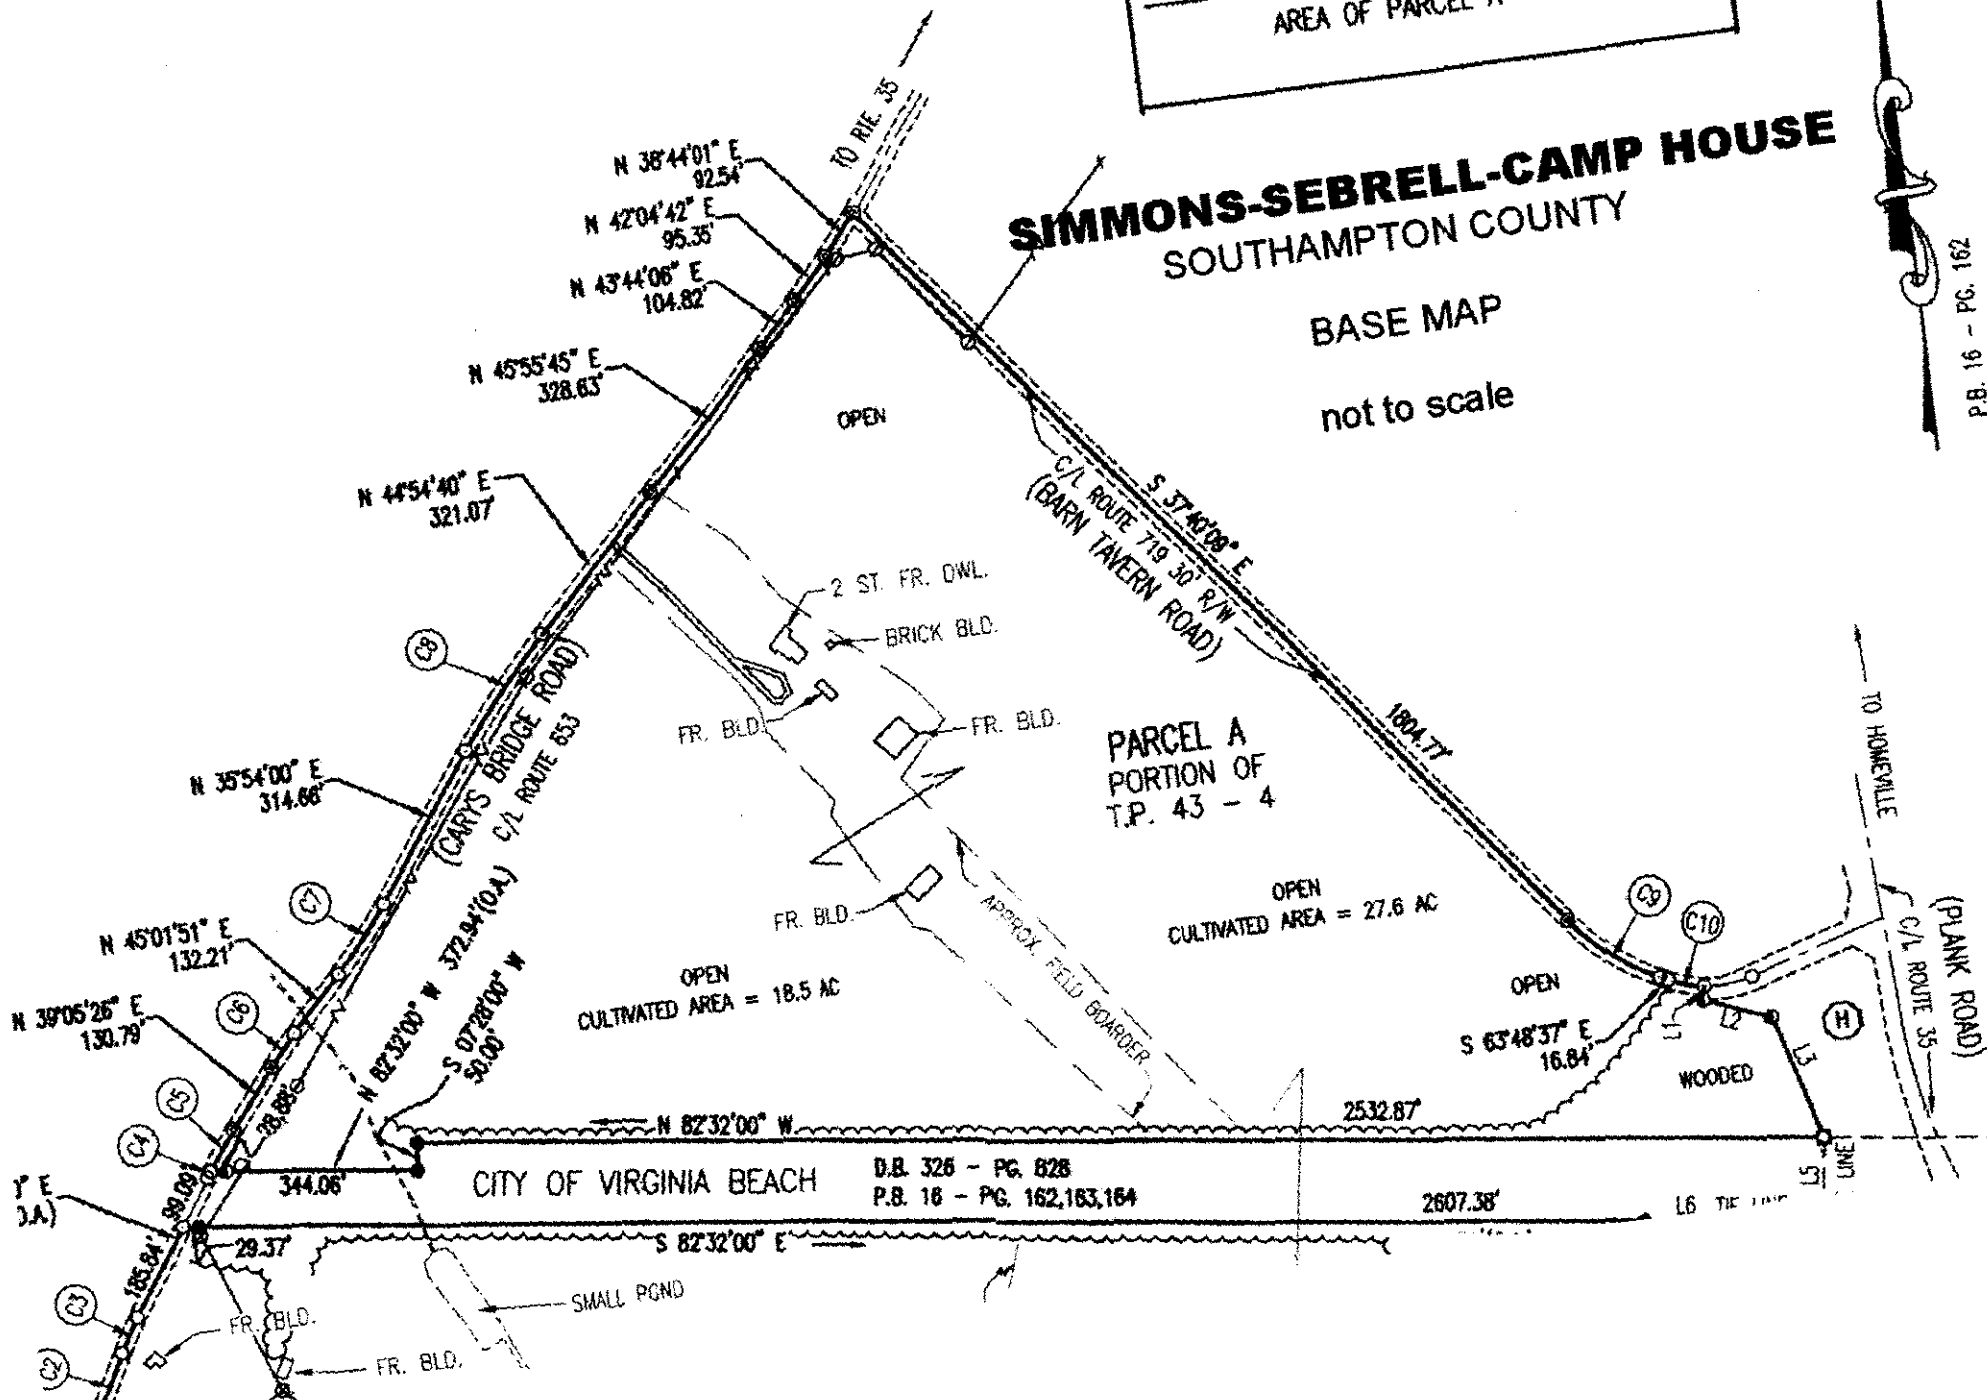 AREA OF PARCEL
SIMMONS-SEBRELL-CAMP HOUSE
SOUTHAMPTON COUNTY
BASE MAP
not to scale
P.B. 16 - PG. 162
TO RTE. 35
N 38°44'01" E
92.54'
N 42°04'42" E
95.35'
N 43°44'06" E
104.82'
N 45°55'45" E
328.63'
N 44°54'40" E
321.07'
C8
N 35°54'00" E
314.66'
C7
N 45°01'51" E
132.21'
C6
N 39°05'26" E
130.79'
C5
C4
C3
C2
OPEN
C/L ROUTE 719 30' R/W
(BARN TAVERN ROAD)
S 37°40'09" E
1804.77'
2 ST. FR. DWL.
BRICK BLD.
FR. BLD.
FR. BLD.
FR. BLD.
(CARYS BRIDGE ROAD)
C/L ROUTE 653
PARCEL A
PORTION OF
T.P. 43 - 4
OPEN
CULTIVATED AREA = 27.6 AC
OPEN
CULTIVATED AREA = 18.5 AC
APPROX. FIELD BOARDER
N 82°32'00" W 372.94'(O.A.)
S 07°28'00" W
50.00'
28.88'
344.06'
C9
C10
OPEN
S 63°48'37" E
16.84'
L1
L2
L3
H
WOODED
TO HOMEVILLE
C/L ROUTE 35
(PLANK ROAD)
N 82°32'00" W
2532.87'
CITY OF VIRGINIA BEACH
D.B. 326 - PG. 828
P.B. 16 - PG. 162,163,164
2607.38'
L5
LINE
L6 TIE LINE
S 82°32'00" E
" E
.A.)
99.09'
185.84'
29.37'
SMALL POND
FR. BLD.
FR. BLD.